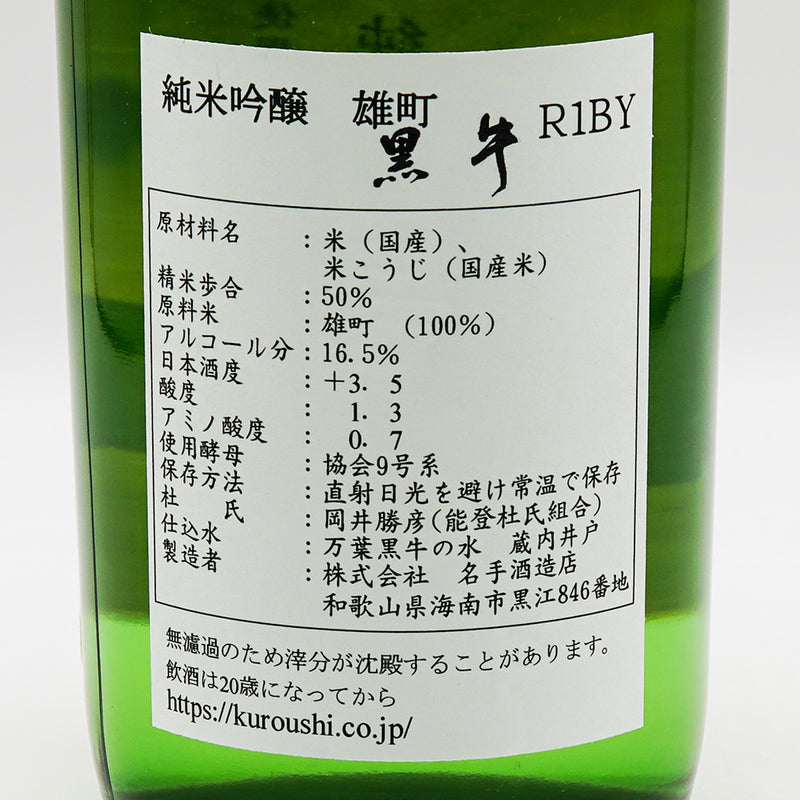 純米吟醸 雄町
黒牛 R1BY
原材料名 : 米（国産）、
米こうじ（国産米）
精米歩合 : 50%
原料米 : 雄町 （100%）
アルコール分 : 16.5%
日本酒度 : +3. 5
酸度 : 1. 3
アミノ酸度 : 0. 7
使用酵母 : 協会9号系
保存方法 : 直射日光を避け常温で保存
杜氏 : 岡井勝彦(能登杜氏組合)
仕込水 : 万葉黒牛の水 蔵内井戸
製造者 : 株式会社 名手酒造店
和歌山県海南市黒江846番地
無濾過のため滓分が沈殿することがあります。
飲酒は20歳になってから
https://kuroushi.co.jp/